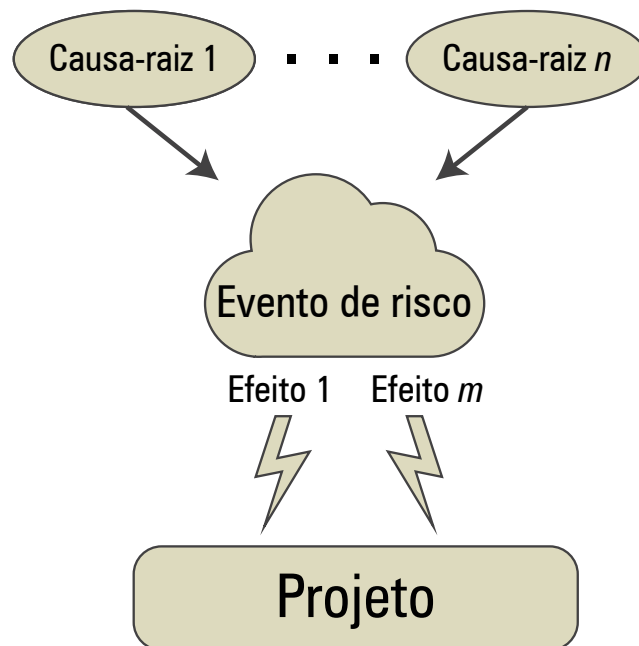 Causa-raiz 1 . . . Causa-raiz n
Evento de risco
Efeito 1 Efeito m
Projeto